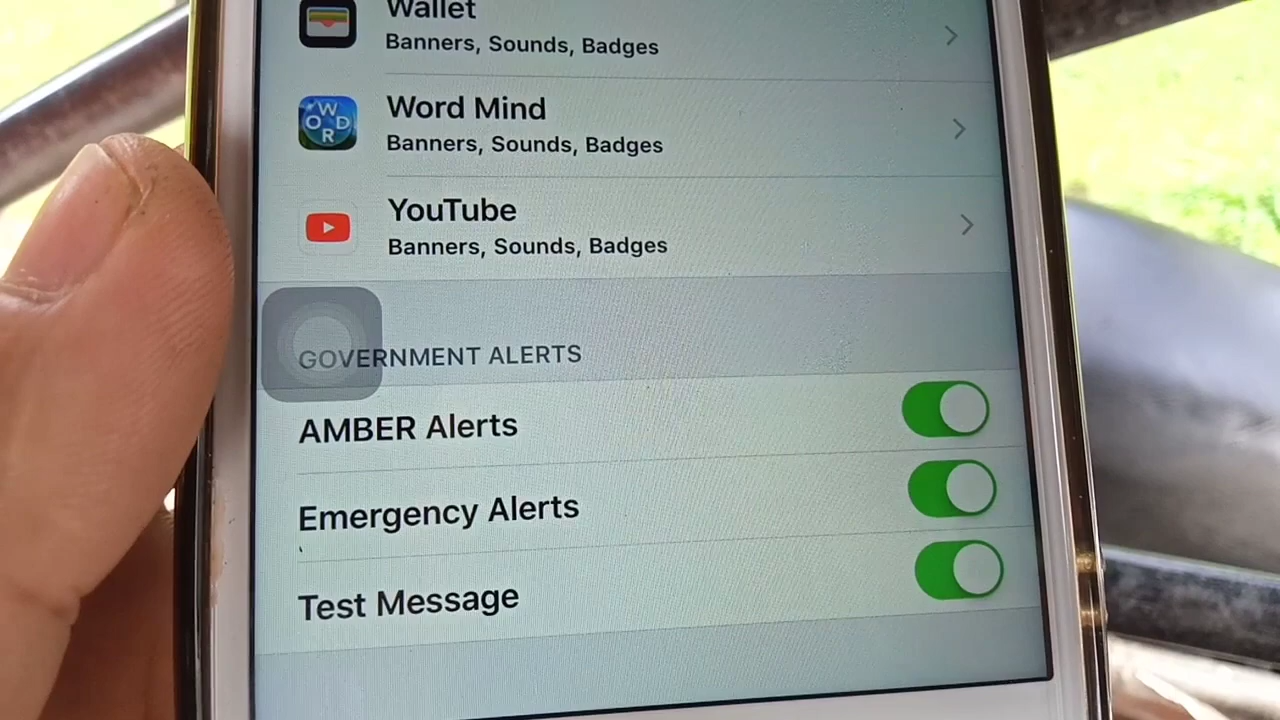 Wallet
Banners, Sounds, Badges
WORD
Word Mind
Banners, Sounds, Badges
YouTube
Banners, Sounds, Badges
GOVERNMENT ALERTS
AMBER Alerts
Emergency Alerts
Test Message